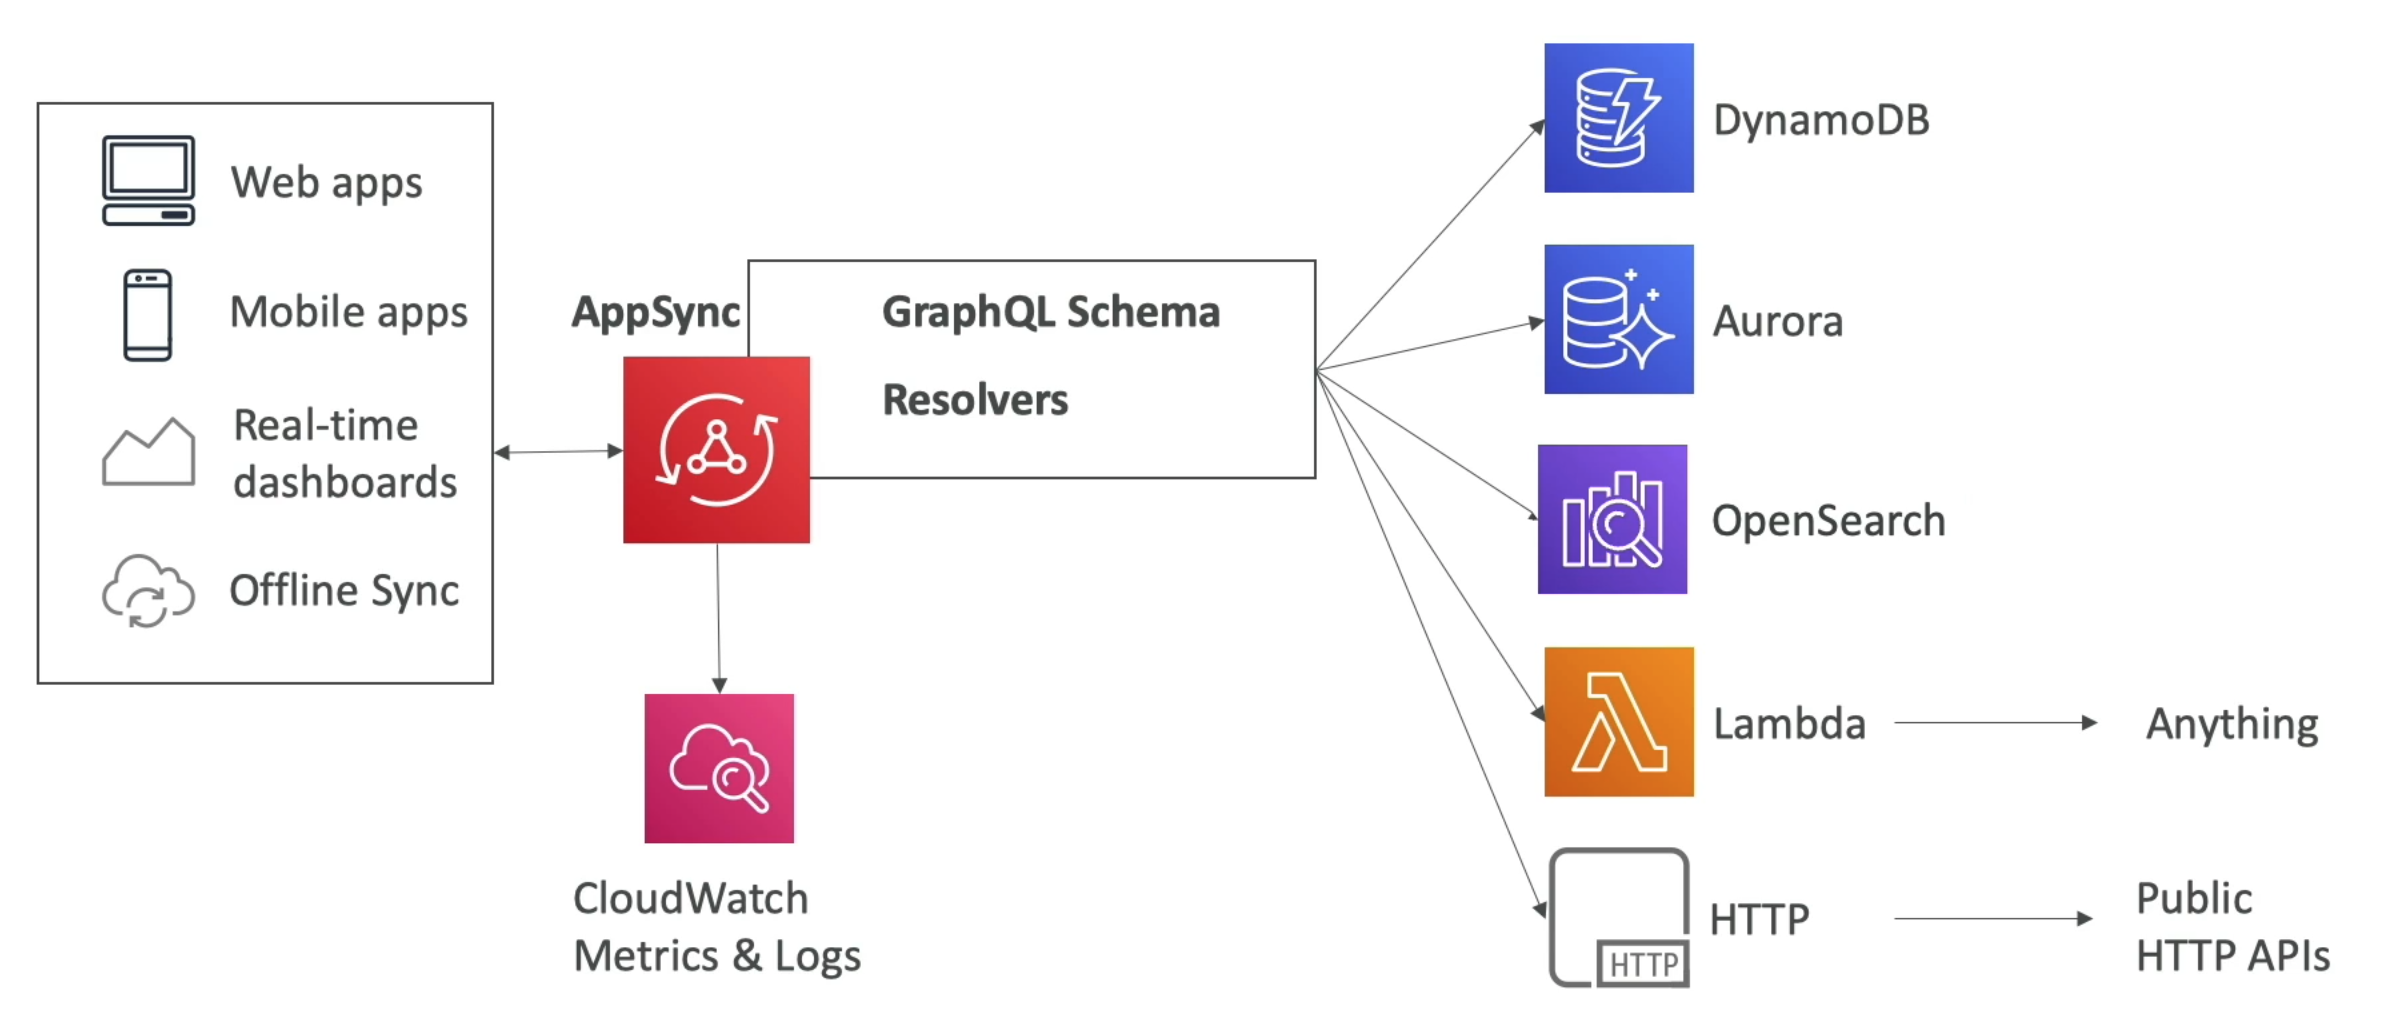 Web apps
Mobile apps
Real-time
dashboards
Offline Sync
AppSync
GraphQL Schema
Resolvers
CloudWatch
Metrics & Logs
DynamoDB
Aurora
OpenSearch
Lambda
Anything
HTTP
HTTP
Public
HTTP APIs